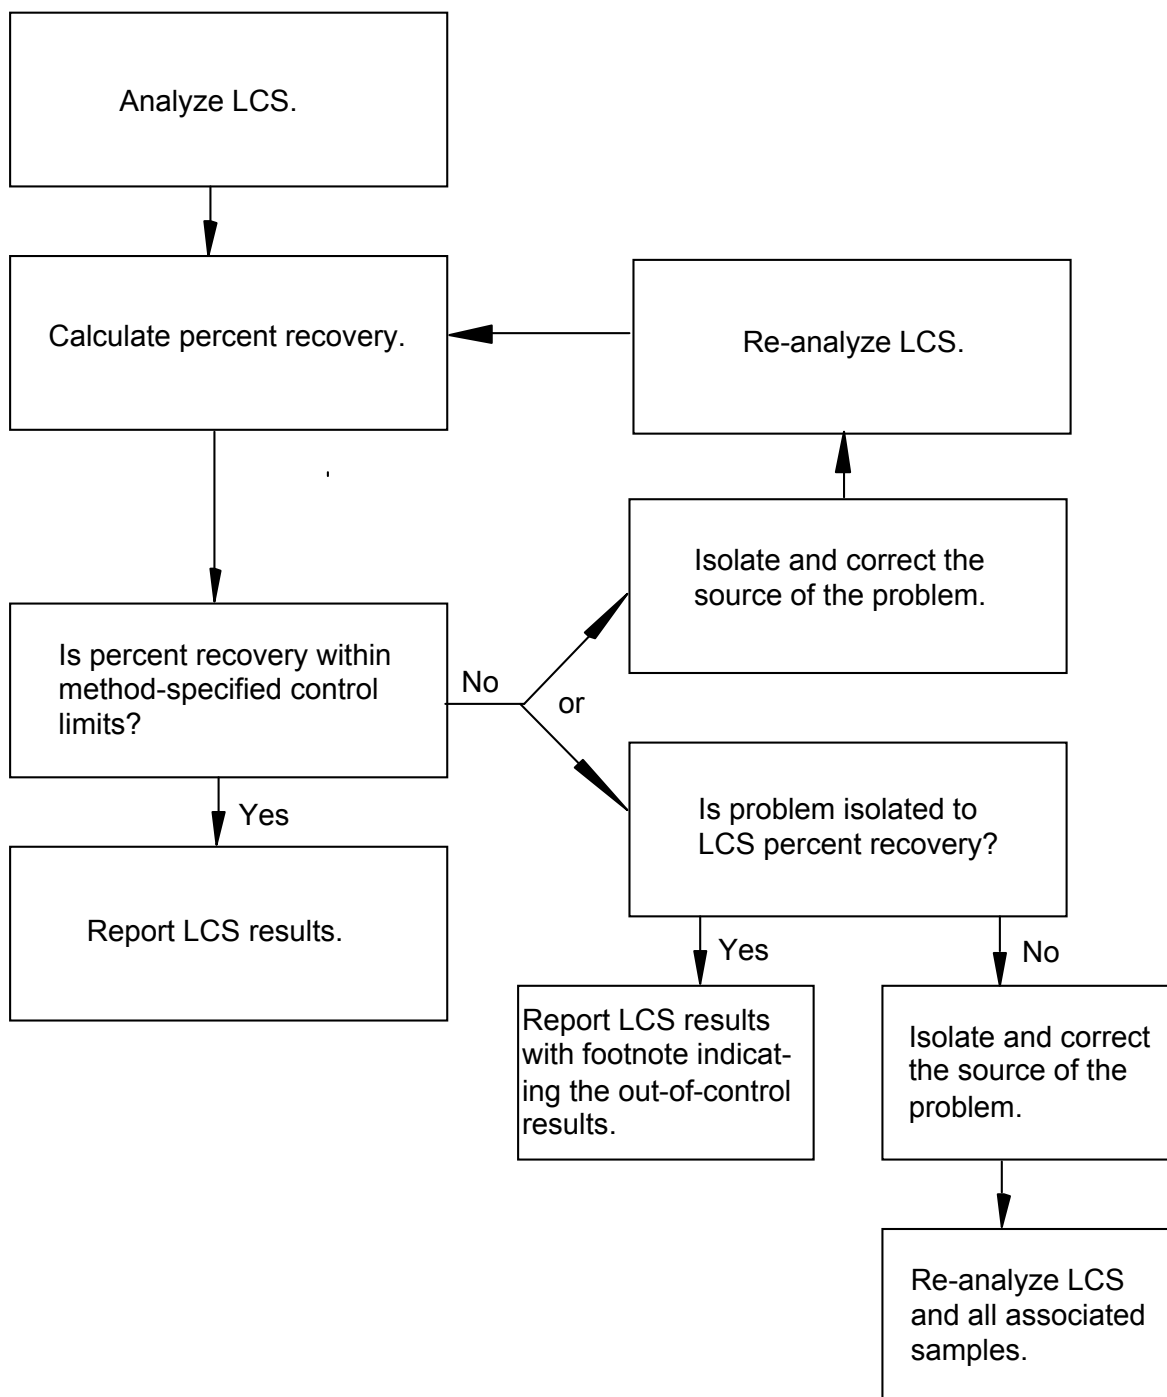 Analyze LCS.
Calculate percent recovery.
Re-analyze LCS.
Isolate and correct the
source of the problem.
Is percent recovery within
method-specified control
limits?
No
or
Yes
Is problem isolated to
LCS percent recovery?
Report LCS results.
Yes
No
Report LCS results
with footnote indicat-
ing the out-of-control
results.
Isolate and correct
the source of the
problem.
Re-analyze LCS
and all associated
samples.